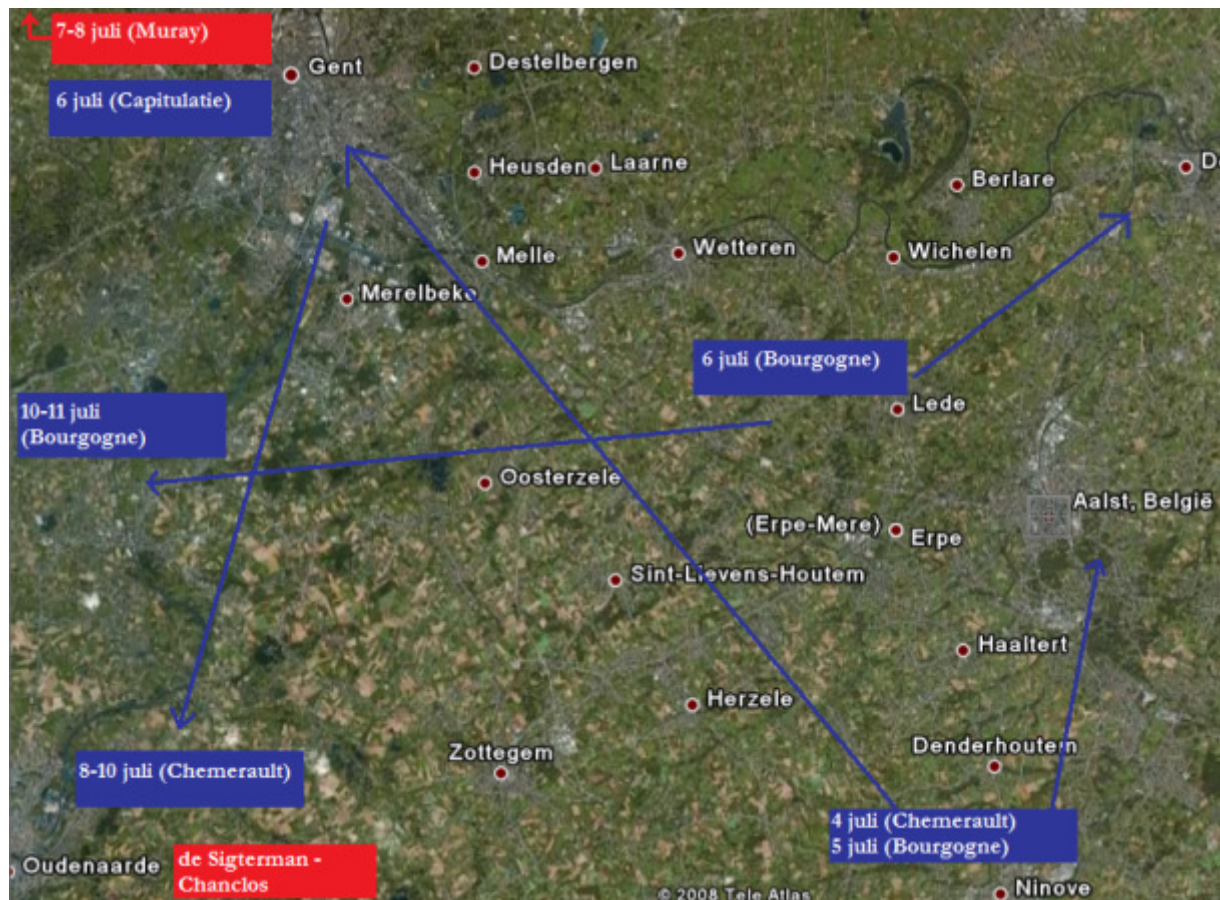 7-8 juli (Muray)
Gent
Destelbergen
6 juli (Capitulatie)
Heusden
Laarne
Berlare
Melle
Wetteren
Wichelen
Merelbeke
6 juli (Bourgogne)
10-11 juli
(Bourgogne)
Lede
Oosterzele
Aalst, België
(Erpe-Mere)
Erpe
Sint-Lievens-Houtem
Haaltert
Herzele
Denderhoutem
Zottegem
8-10 juli (Chemerault)
4 juli (Chemerault)
5 juli (Bourgogne)
Oudenaarde
de Sigterman -
Chanclos
Ninove
© 2008 Tele Atlas